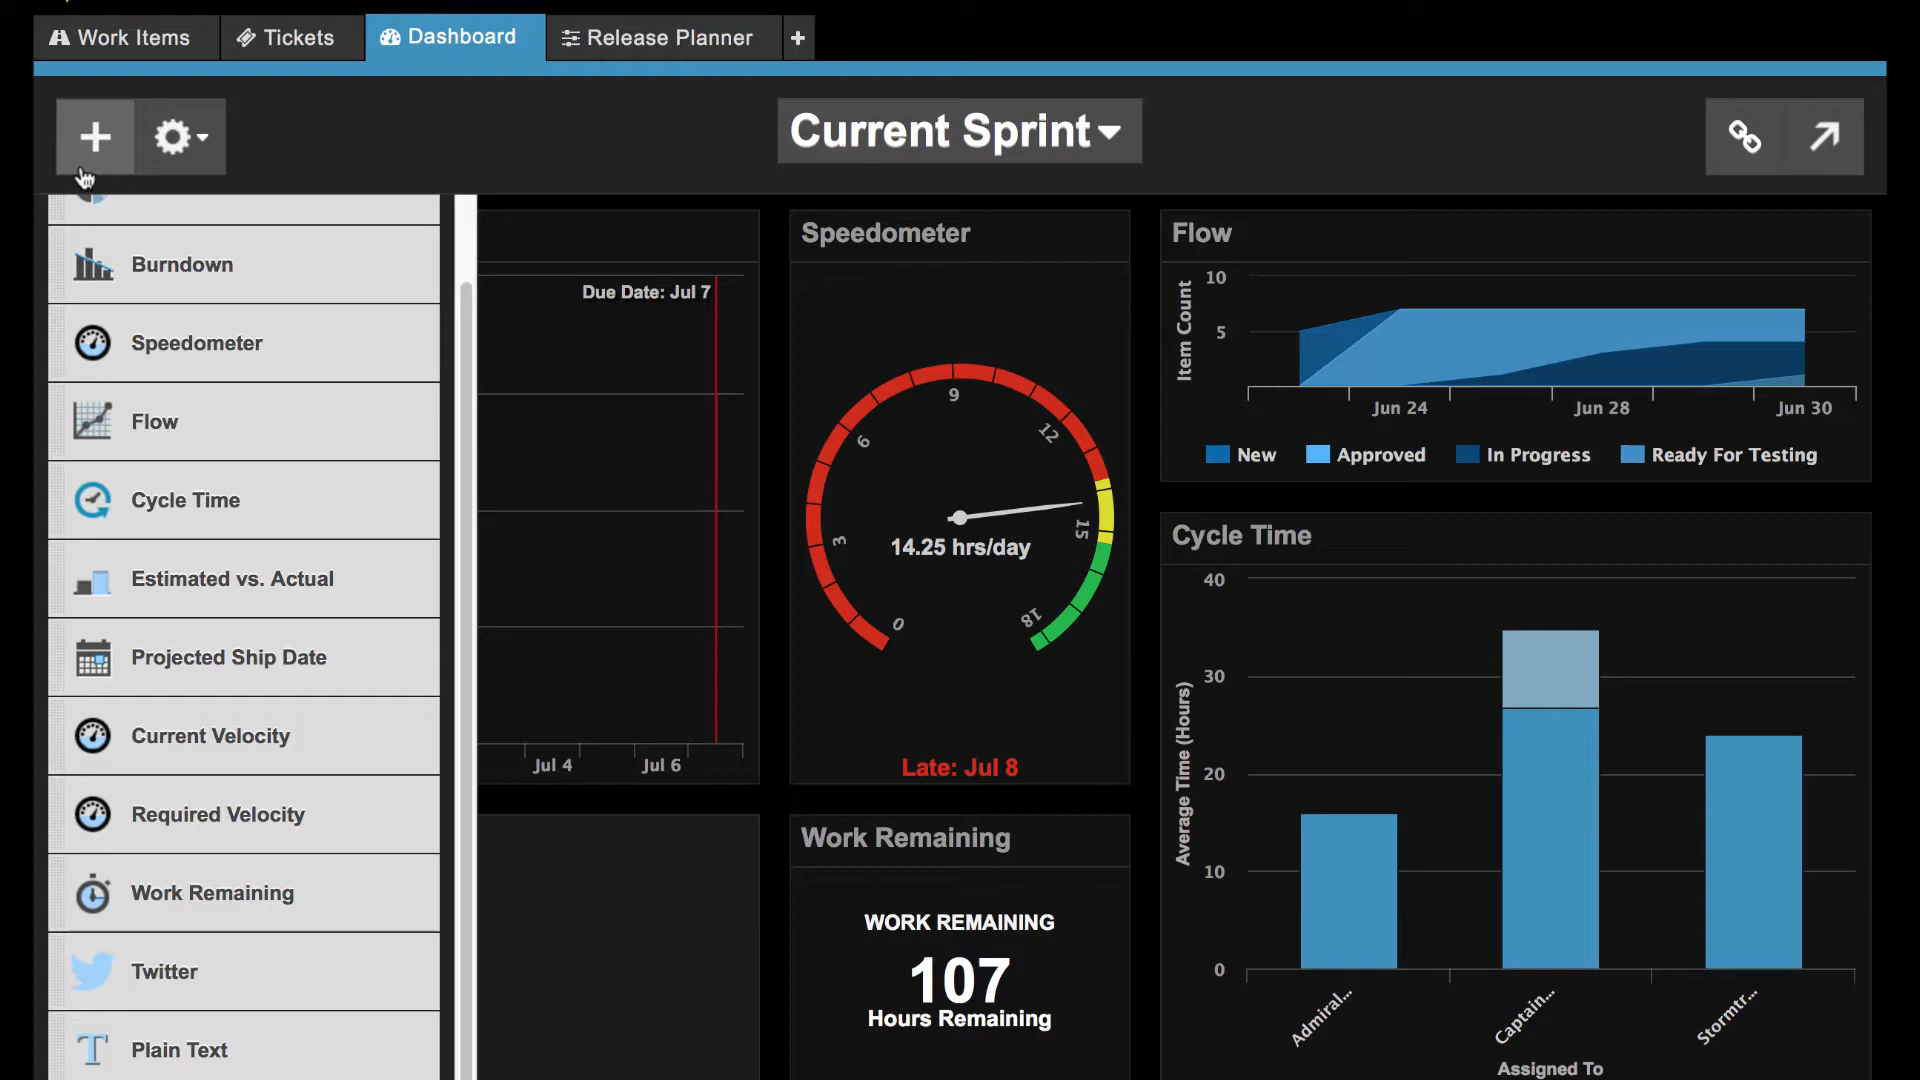 Work Items
Tickets
Dashboard
Release Planner
+
Current Sprint
Burndown
Speedometer
Flow
Cycle Time
Estimated vs. Actual
Projected Ship Date
Current Velocity
Required Velocity
Work Remaining
Twitter
Plain Text
Due Date: Jul 7
Jul 4
Jul 6
Speedometer
0
3
6
9
12
15
18
14.25 hrs/day
Late: Jul 8
Work Remaining
WORK REMAINING
107
Hours Remaining
Flow
Item Count
10
5
Jun 24
Jun 28
Jun 30
New
Approved
In Progress
Ready For Testing
Cycle Time
Average Time (Hours)
40
30
20
10
0
Admiral...
Captain...
Stormtr...
Assigned To